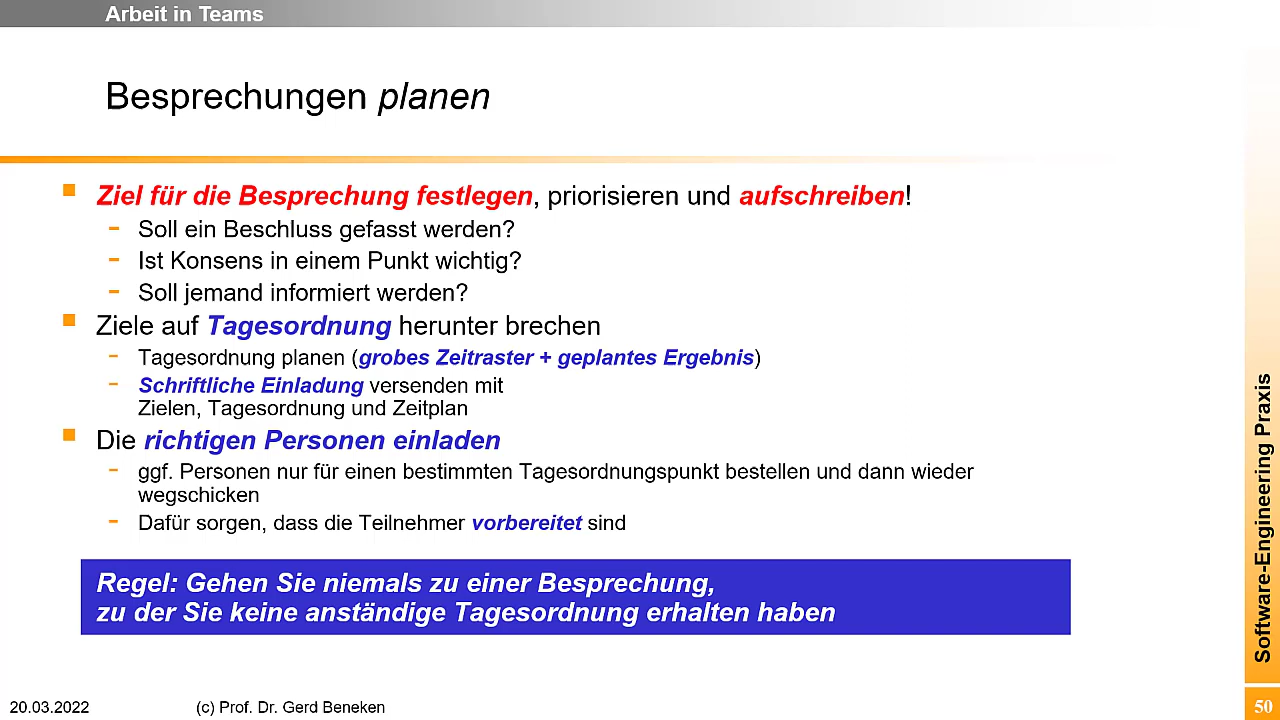 Arbeit in Teams
Besprechungen planen
Ziel für die Besprechung festlegen, priorisieren und aufschreiben!
- Soll ein Beschluss gefasst werden?
- Ist Konsens in einem Punkt wichtig?
- Soll jemand informiert werden?
Ziele auf Tagesordnung herunter brechen
- Tagesordnung planen (grobes Zeitraster + geplantes Ergebnis)
- Schriftliche Einladung versenden mit
Zielen, Tagesordnung und Zeitplan
Die richtigen Personen einladen
- ggf. Personen nur für einen bestimmten Tagesordnungspunkt bestellen und dann wieder
wegschicken
- Dafür sorgen, dass die Teilnehmer vorbereitet sind
Regel: Gehen Sie niemals zu einer Besprechung,
zu der Sie keine anständige Tagesordnung erhalten haben
Software-Engineering Praxis
20.03.2022
(c) Prof. Dr. Gerd Beneken
50